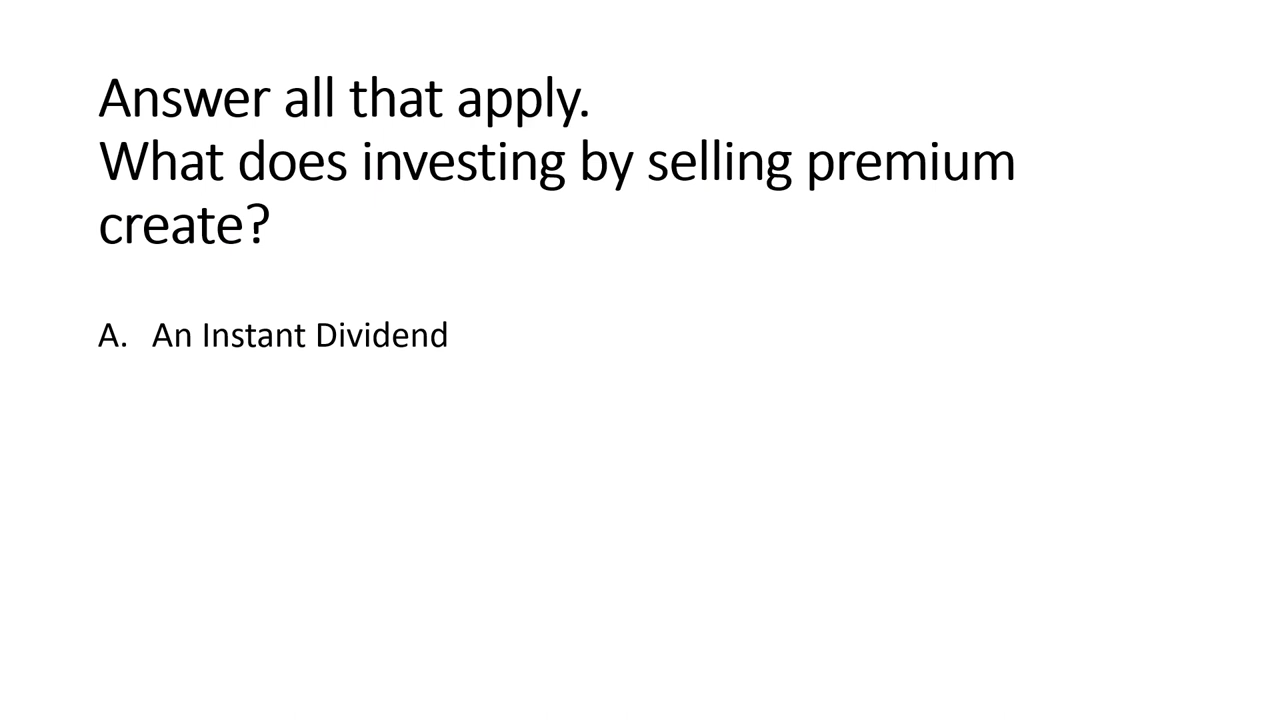 Answer all that apply.
What does investing by selling premium
create?
A. An Instant Dividend